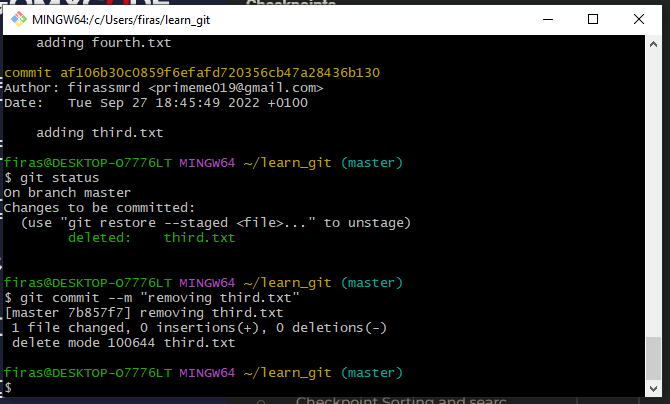 Checkpoints
MINGW64:/c/Users/firas/learn_git
    adding fourth.txt
commit af106b30c0859f6efafd720356cb47a28436b130
Author: firassmrd <primeme019@gmail.com>
Date:   Tue Sep 27 18:45:49 2022 +0100
    adding third.txt
firas@DESKTOP-O7776LT MINGW64 ~/learn_git (master)
$ git status
On branch master
Changes to be committed:
  (use "git restore --staged <file>..." to unstage)
        deleted:    third.txt
firas@DESKTOP-O7776LT MINGW64 ~/learn_git (master)
$ git commit --m "removing third.txt"
[master 7b857f7] removing third.txt
 1 file changed, 0 insertions(+), 0 deletions(-)
 delete mode 100644 third.txt
firas@DESKTOP-O7776LT MINGW64 ~/learn_git (master)
$
Checkpoint Sorting and searc